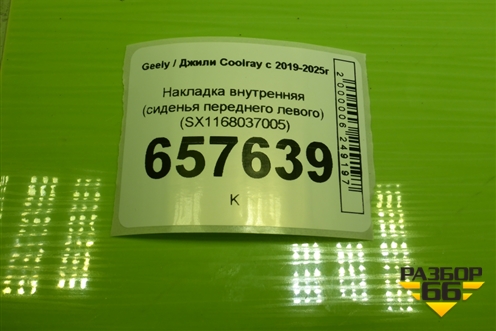 Geely / Джили Coolray с 2019-2025г
Накладка внутренняя
(сиденья переднего левого)
(SX1168037005)
657639
К
2000006249197
РАЗБОР
66